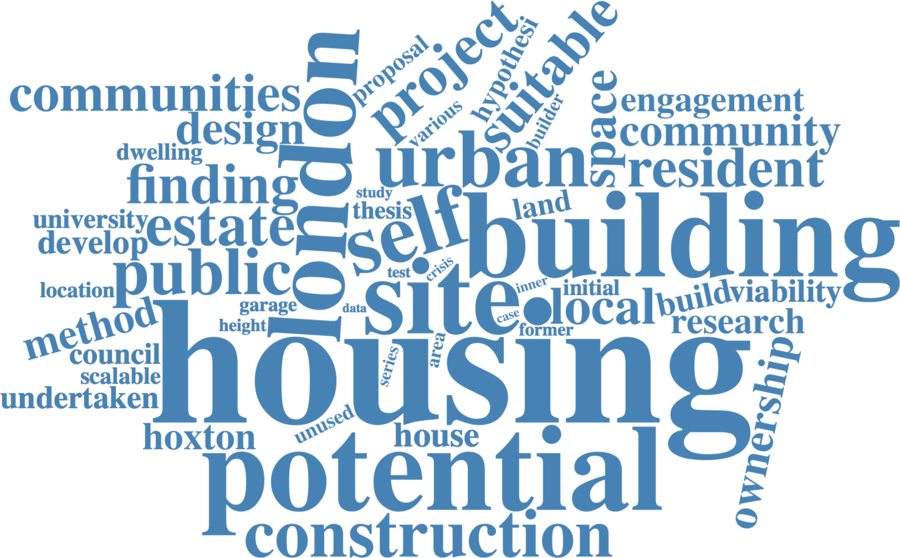 communities
design
dwelling
finding
university
estate
develop
public
location
garage
height
method
council
scalable
undertaken
hoxton
london
proposal
project
various
hypothesi
suitable
builder
space
urban
engagement
community
resident
study
thesis
self
land
building
test
crisis
site
data
inner
case
initial
former
local
build
viability
research
housing
series
area
unused
house
ownership
potential
construction